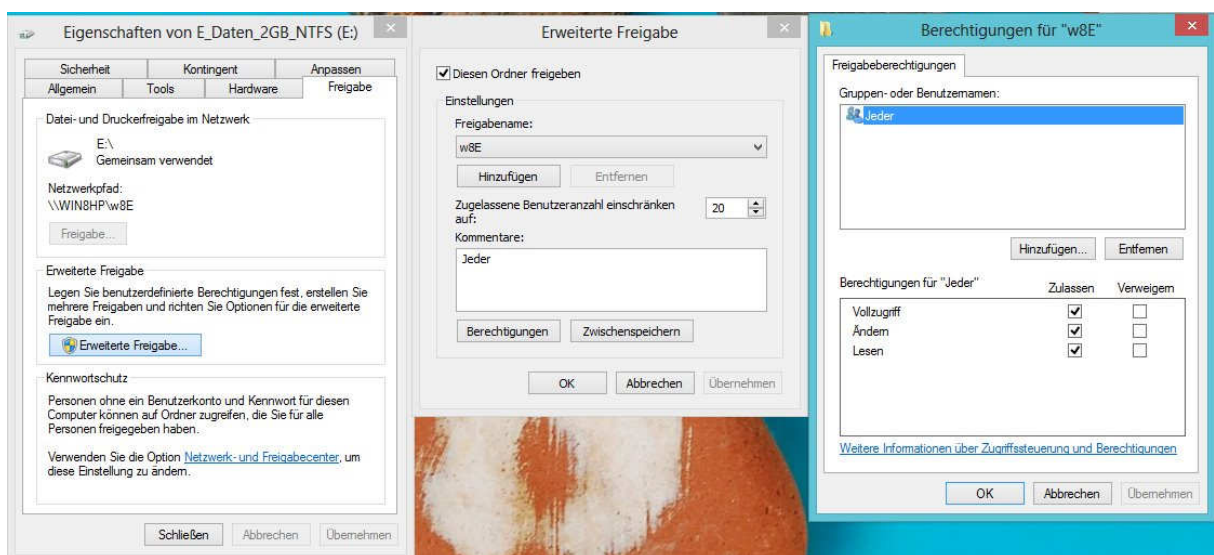 Eigenschaften von E_Daten_2GB_NTFS (E:)
Sicherheit
Kontingent
Anpassen
Allgemein
Tools
Hardware
Freigabe
Datei- und Druckerfreigabe im Netzwerk
E:\
Gemeinsam verwendet
Netzwerkpfad:
\\WIN8HP\w8E
Freigabe...
Erweiterte Freigabe
Legen Sie benutzerdefinierte Berechtigungen fest, erstellen Sie
mehrere Freigaben und richten Sie Optionen für die erweiterte
Freigabe ein.
Erweiterte Freigabe...
Kennwortschutz
Personen ohne ein Benutzerkonto und Kennwort für diesen
Computer können auf Ordner zugreifen, die Sie für alle
Personen freigegeben haben.
Verwenden Sie die Option Netzwerk- und Freigabecenter, um
diese Einstellung zu ändern.
Schließen
Abbrechen
Übernehmen
Erweiterte Freigabe
Diesen Ordner freigeben
Einstellungen
Freigabename:
w8E
Hinzufügen
Entfernen
Zugelassene Benutzeranzahl einschränken
auf:
20
Kommentare:
Jeder
Berechtigungen
Zwischenspeichern
OK
Abbrechen
Übernehmen
Berechtigungen für "w8E"
Freigabeberechtigungen
Gruppen- oder Benutzernamen:
Jeder
Hinzufügen...
Entfernen
Berechtigungen für "Jeder"
Zulassen
Verweigern
Vollzugriff
Ändern
Lesen
Weitere Informationen über Zugriffssteuerung und Berechtigungen
OK
Abbrechen
Übernehmen